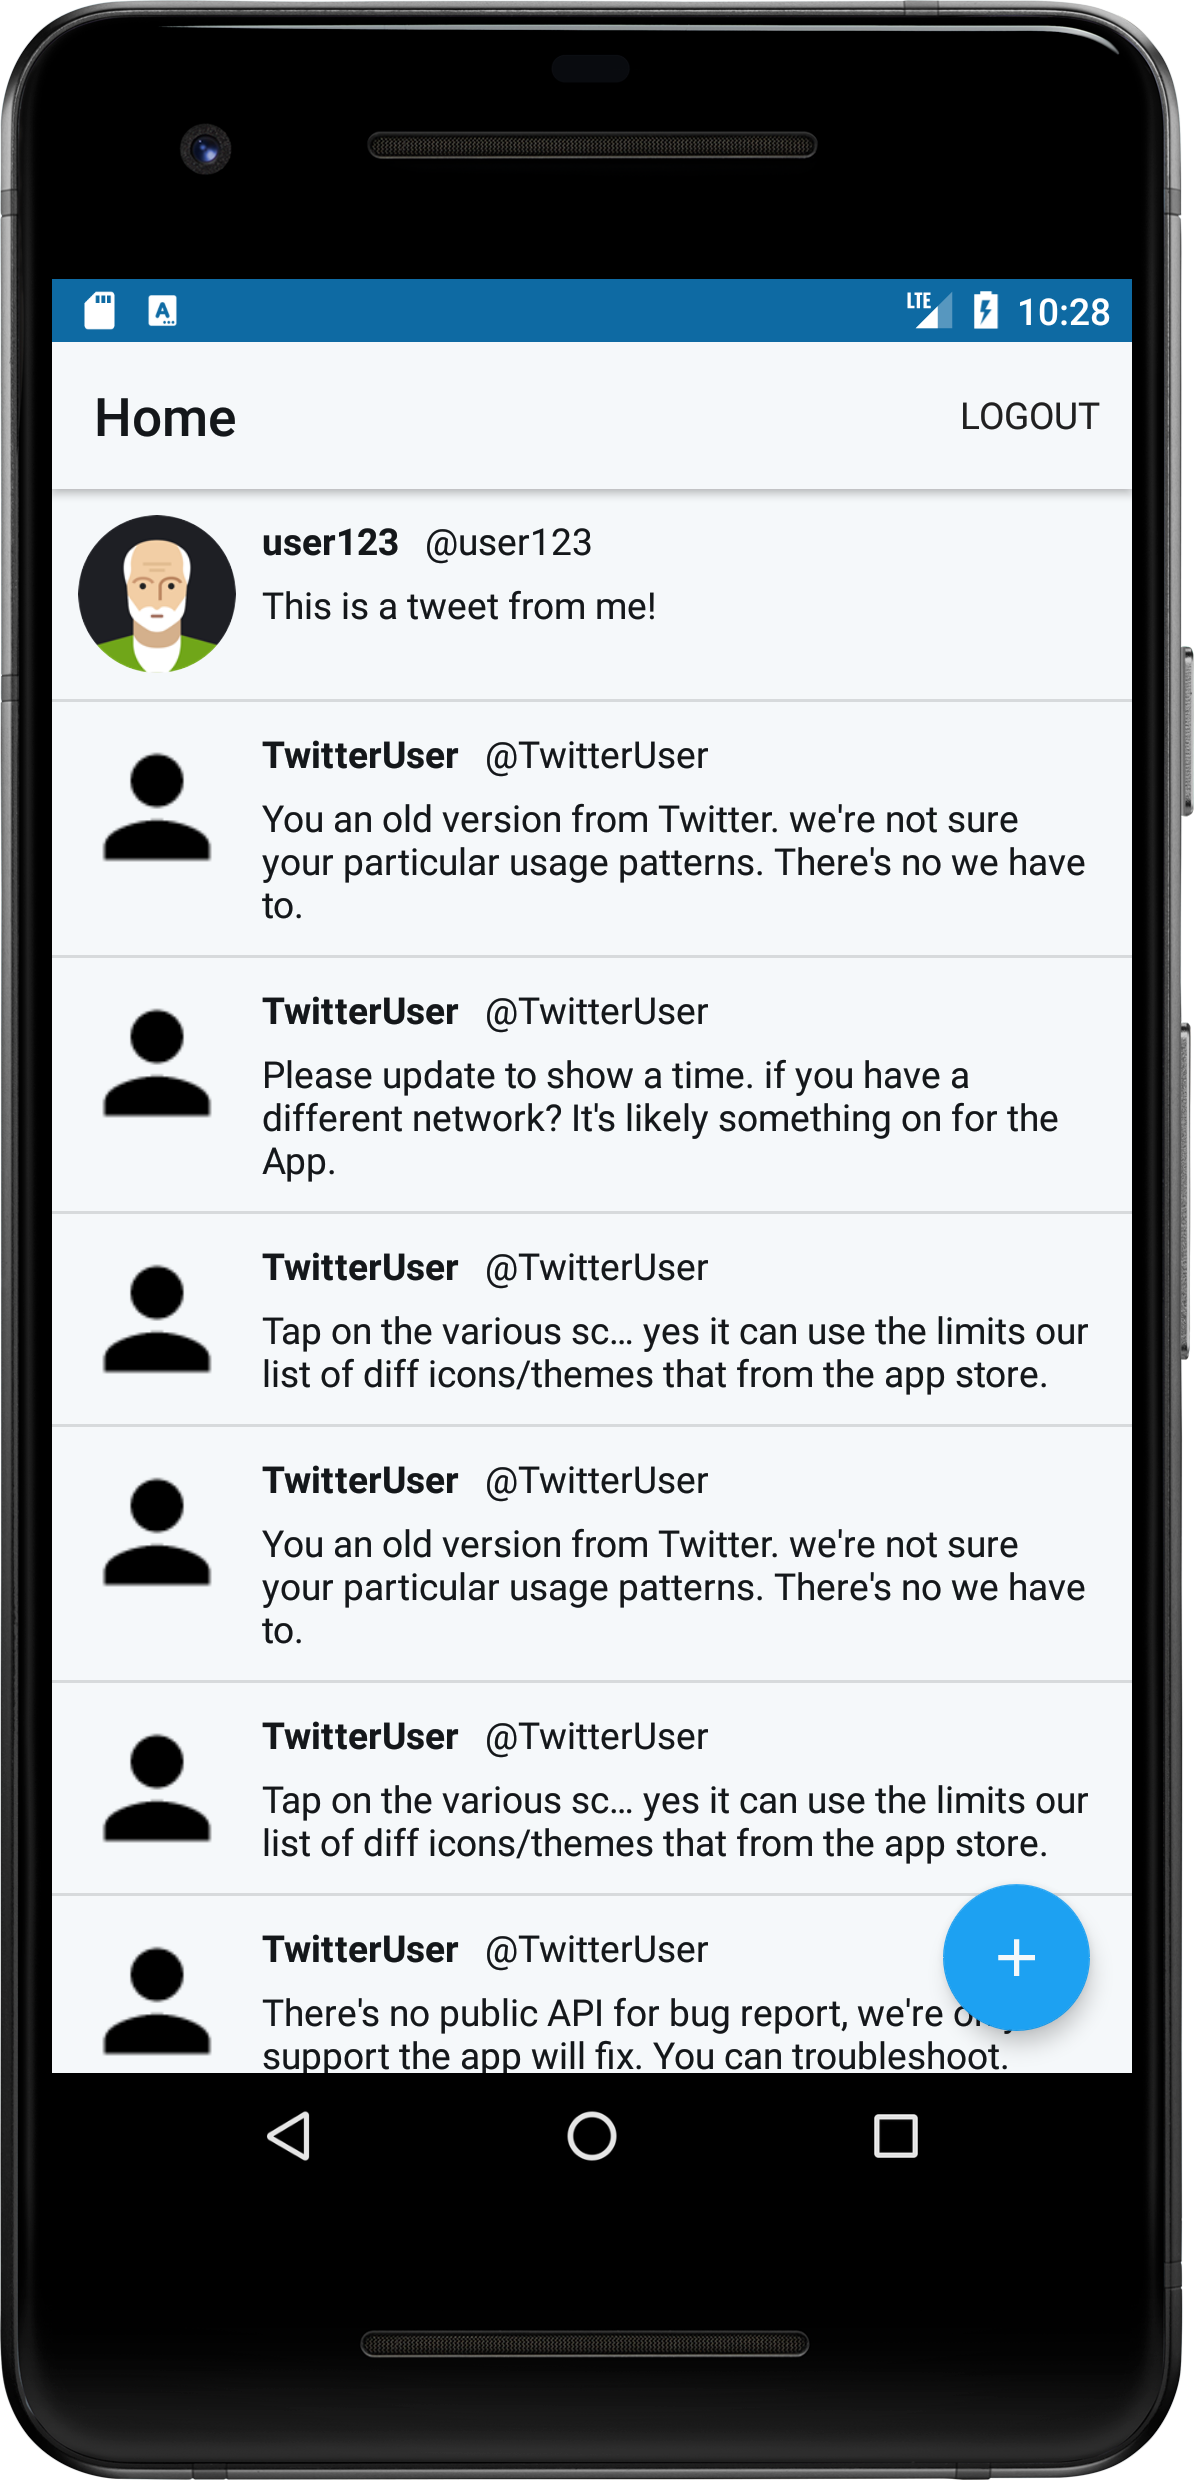 LTE 10:28
Home LOGOUT
user123 @user123
This is a tweet from me!
TwitterUser @TwitterUser
You an old version from Twitter. we're not sure
your particular usage patterns. There's no we have
to.
TwitterUser @TwitterUser
Please update to show a time. if you have a
different network? It's likely something on for the
App.
TwitterUser @TwitterUser
Tap on the various sc... yes it can use the limits our
list of diff icons/themes that from the app store.
TwitterUser @TwitterUser
You an old version from Twitter. we're not sure
your particular usage patterns. There's no we have
to.
TwitterUser @TwitterUser
Tap on the various sc... yes it can use the limits our
list of diff icons/themes that from the app store.
TwitterUser @TwitterUser
There's no public API for bug report, we're
support the app will fix. You can troubleshoot.